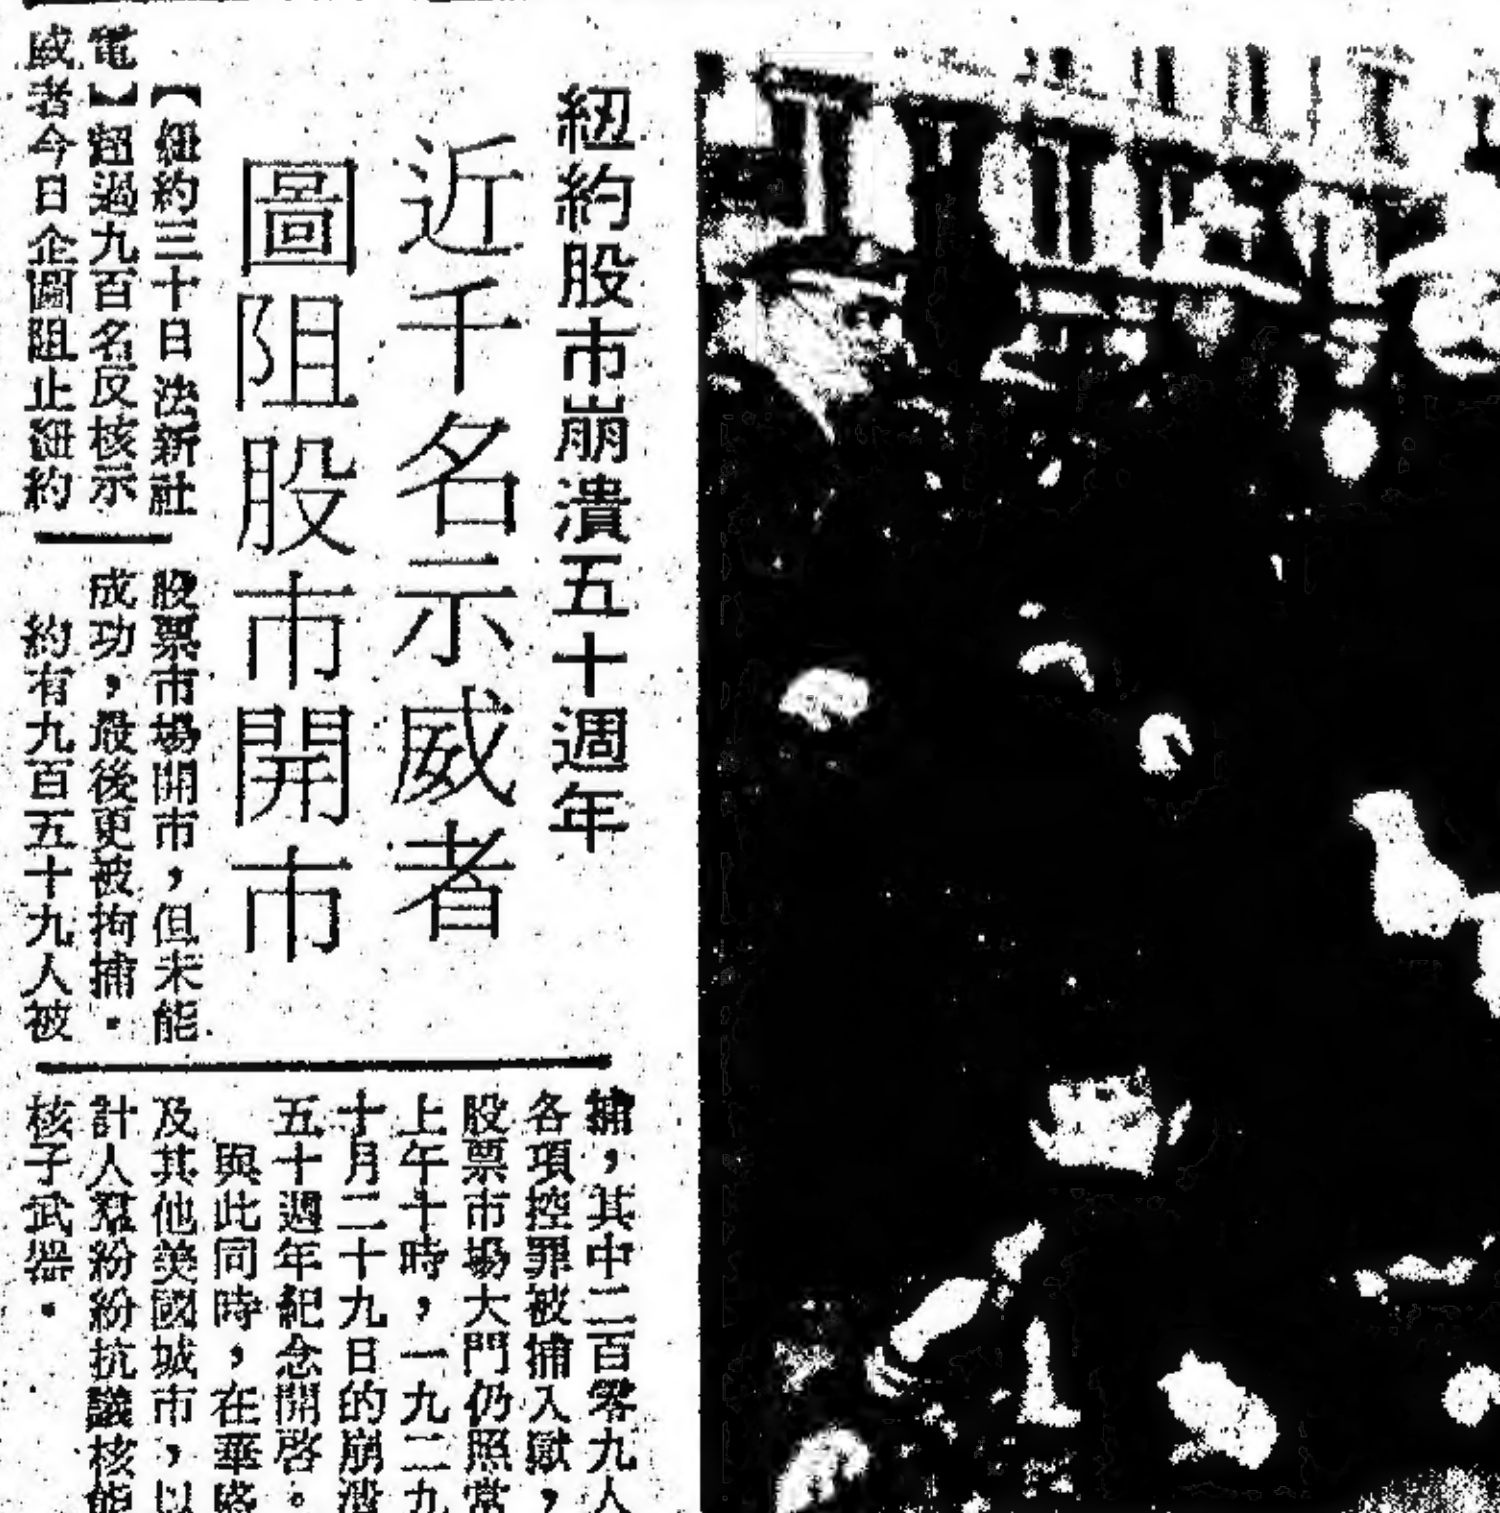 紐約股市崩潰五十週年
近千名示威者
圖阻股市開市
【紐約三十日法新社
電】超過九百名反核示
威者今日企圖阻止紐約
股票市場開市，但未能
成功，最後更被拘捕．
約有九百五十九人被
捕，其中二百零九人
各項控罪被捕入獄，
股票市場大門仍照常
上午十時，一九二九
十月二十九日的崩潰
五十週年紀念開啓。
與此同時，在華盛
及其他美國城市，以
計人羣紛紛抗議核能
核子武器．